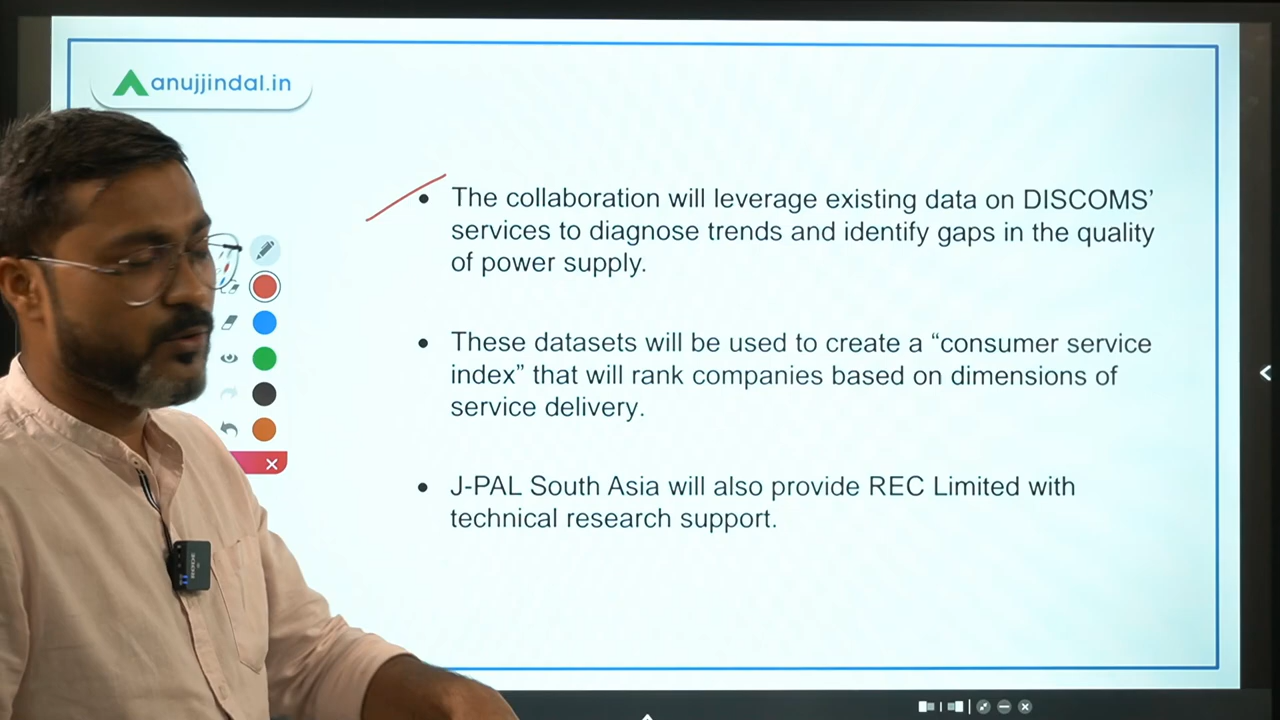 anujjindal.in
• The collaboration will leverage existing data on DISCOMS’
services to diagnose trends and identify gaps in the quality
of power supply.
• These datasets will be used to create a “consumer service
index” that will rank companies based on dimensions of
service delivery.
• J-PAL South Asia will also provide REC Limited with
technical research support.